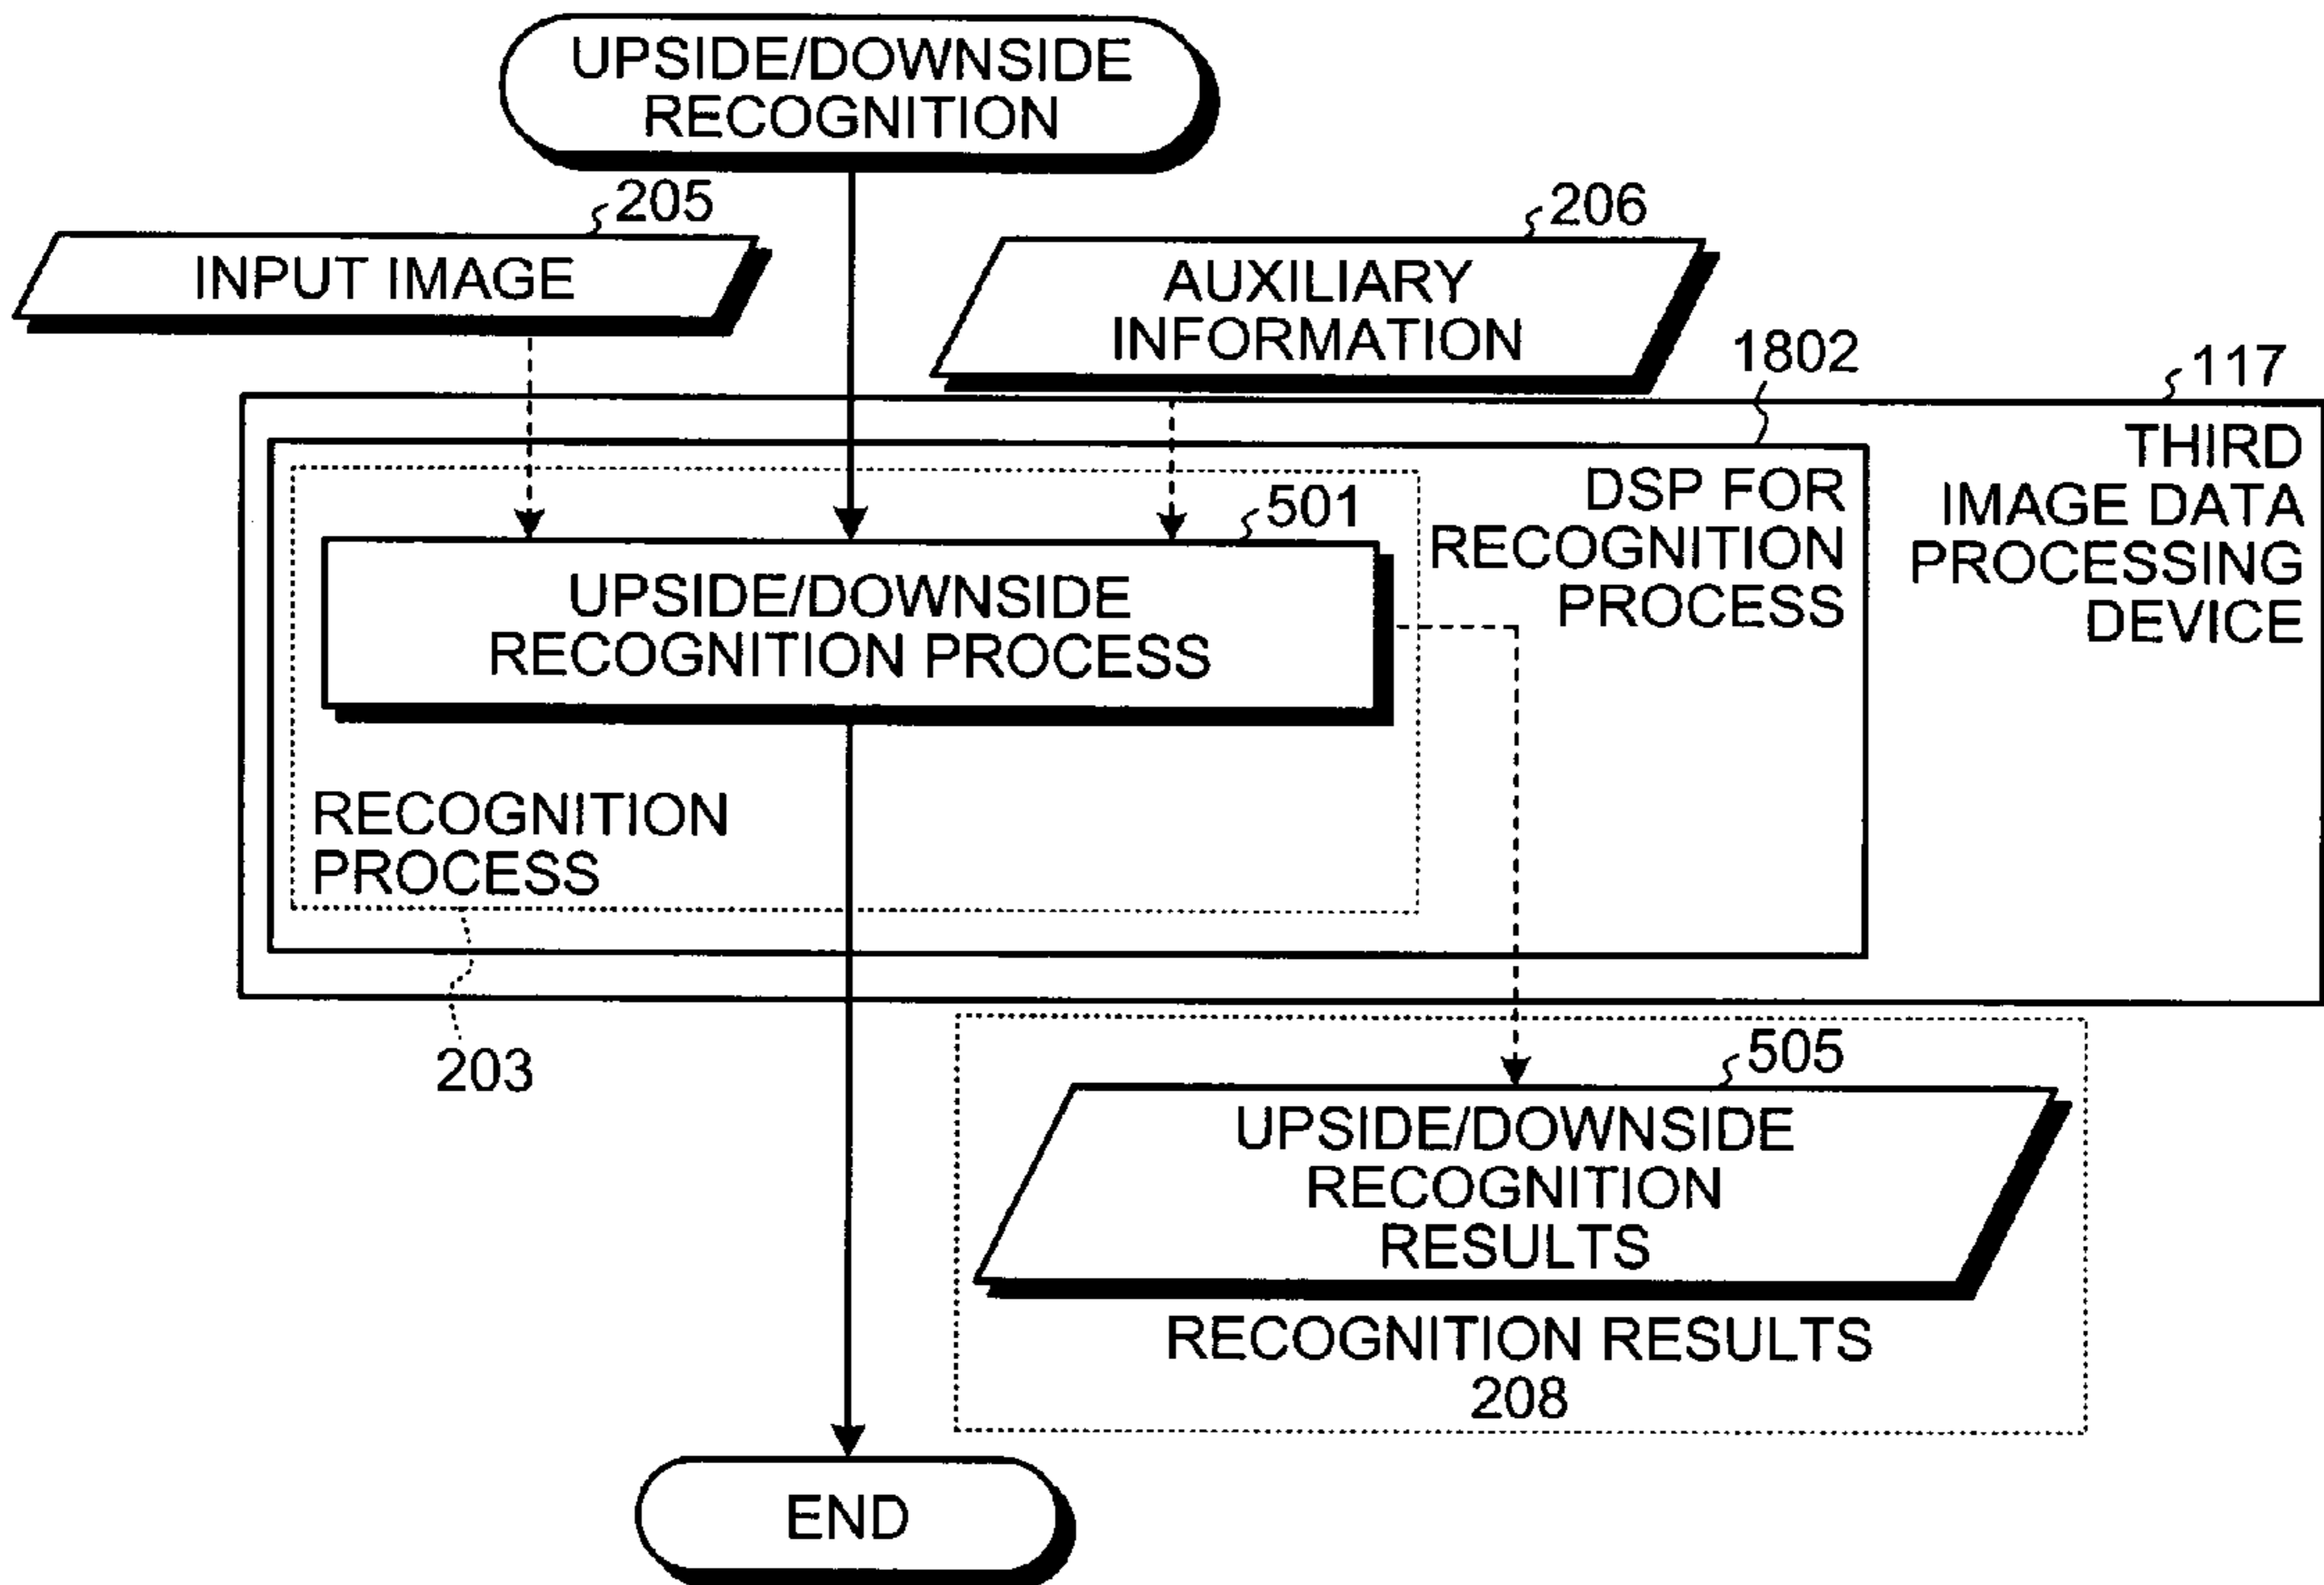 UPSIDE/DOWNSIDE
RECOGNITION
205
206
INPUT IMAGE
AUXILIARY
INFORMATION
1802
117
THIRD
IMAGE DATA
PROCESSING
DEVICE
DSP FOR
RECOGNITION
PROCESS
501
UPSIDE/DOWNSIDE
RECOGNITION PROCESS
RECOGNITION
PROCESS
203
505
UPSIDE/DOWNSIDE
RECOGNITION
RESULTS
RECOGNITION RESULTS
208
END